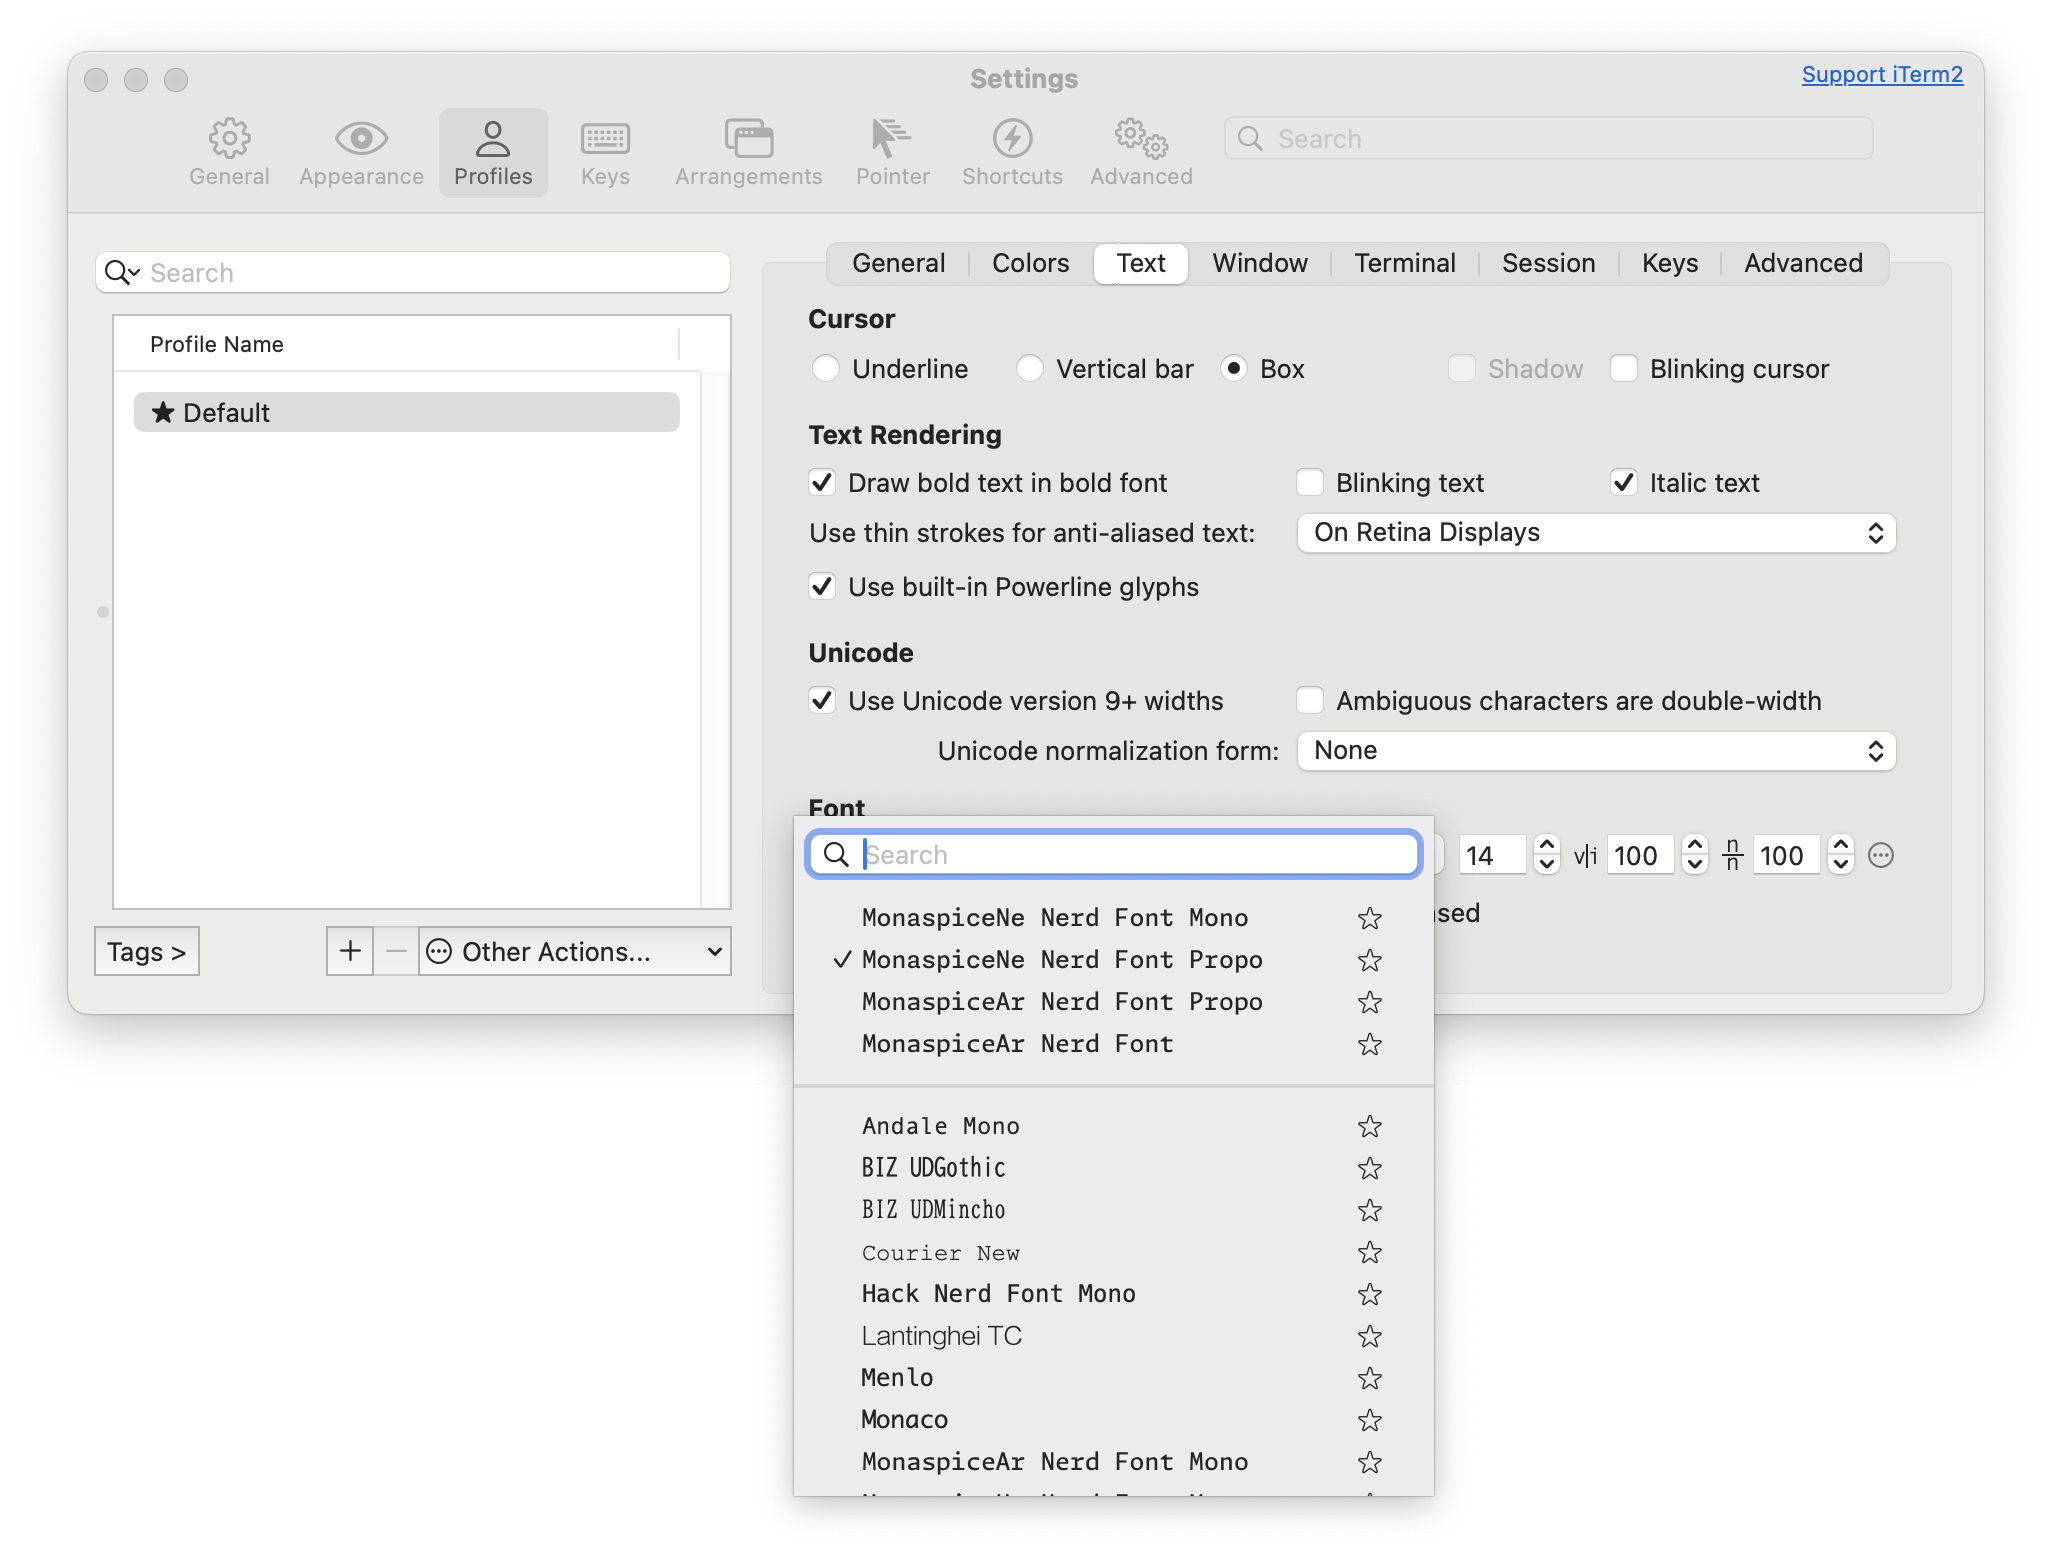 Settings
Support iTerm2
General
Appearance
Profiles
Keys
Arrangements
Pointer
Shortcuts
Advanced
Search
Search
Profile Name
★ Default
Tags >
+
−
Other Actions...
General
Colors
Text
Window
Terminal
Session
Keys
Advanced
Cursor
Underline
Vertical bar
Box
Shadow
Blinking cursor
Text Rendering
Draw bold text in bold font
Blinking text
Italic text
Use thin strokes for anti-aliased text:
On Retina Displays
Use built-in Powerline glyphs
Unicode
Use Unicode version 9+ widths
Ambiguous characters are double-width
Unicode normalization form:
None
Font
14
v|i
100
n
n
100
Search
MonaspiceNe Nerd Font Mono
MonaspiceNe Nerd Font Propo
MonaspiceAr Nerd Font Propo
MonaspiceAr Nerd Font
Andale Mono
BIZ UDGothic
BIZ UDMincho
Courier New
Hack Nerd Font Mono
Lantinghei TC
Menlo
Monaco
MonaspiceAr Nerd Font Mono